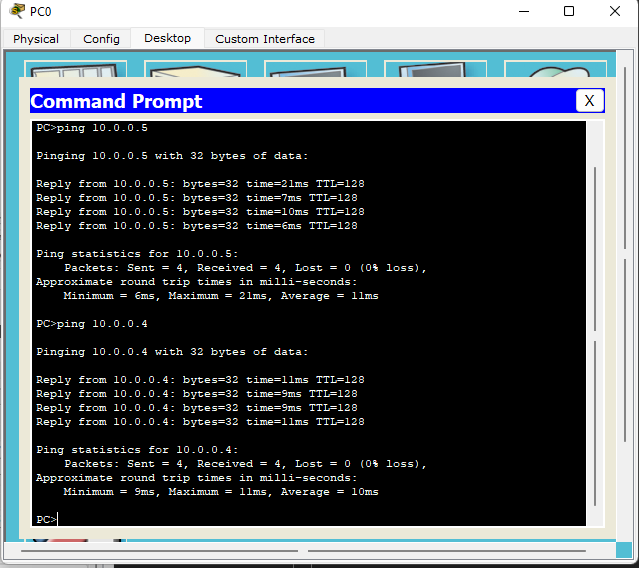 PC0
Physical Config Desktop Custom Interface
Command Prompt X
PC>ping 10.0.0.5
Pinging 10.0.0.5 with 32 bytes of data:
Reply from 10.0.0.5: bytes=32 time=21ms TTL=128
Reply from 10.0.0.5: bytes=32 time=7ms TTL=128
Reply from 10.0.0.5: bytes=32 time=10ms TTL=128
Reply from 10.0.0.5: bytes=32 time=6ms TTL=128
Ping statistics for 10.0.0.5:
Packets: Sent = 4, Received = 4, Lost = 0 (0% loss),
Approximate round trip times in milli-seconds:
Minimum = 6ms, Maximum = 21ms, Average = 11ms
PC>ping 10.0.0.4
Pinging 10.0.0.4 with 32 bytes of data:
Reply from 10.0.0.4: bytes=32 time=11ms TTL=128
Reply from 10.0.0.4: bytes=32 time=9ms TTL=128
Reply from 10.0.0.4: bytes=32 time=9ms TTL=128
Reply from 10.0.0.4: bytes=32 time=11ms TTL=128
Ping statistics for 10.0.0.4:
Packets: Sent = 4, Received = 4, Lost = 0 (0% loss),
Approximate round trip times in milli-seconds:
Minimum = 9ms, Maximum = 11ms, Average = 10ms
PC>